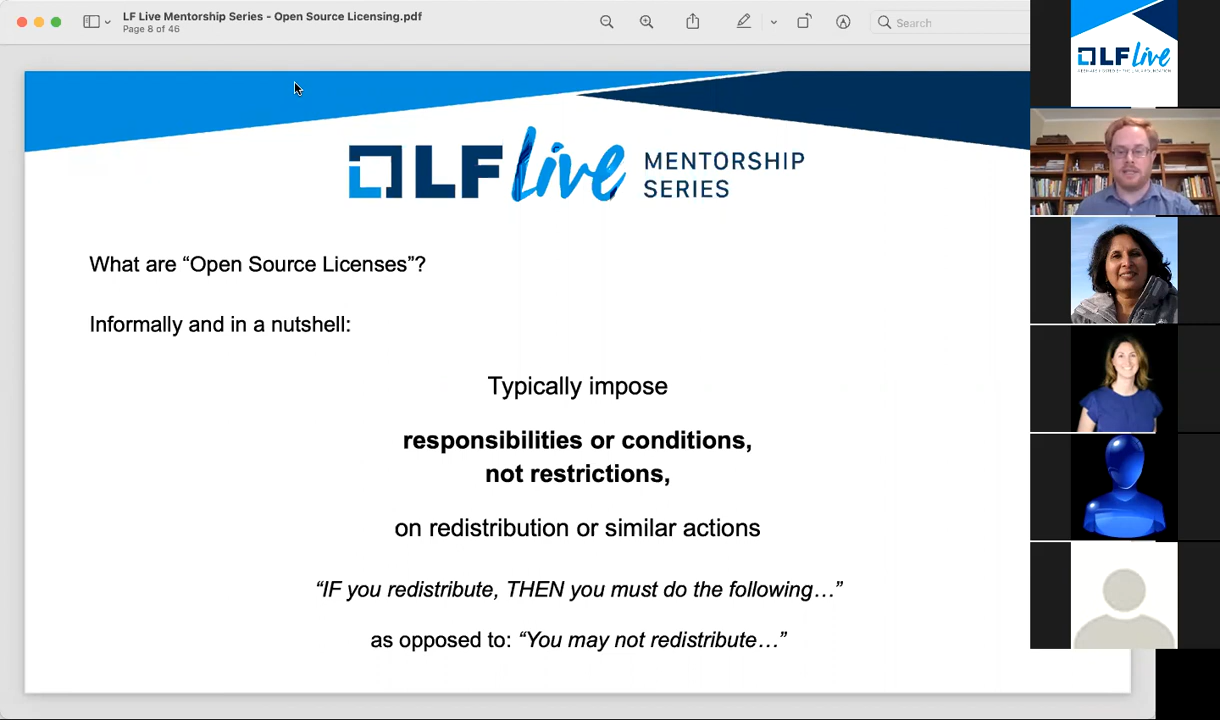 LF Live Mentorship Series - Open Source Licensing.pdf
Page 8 of 46
Search
LF Live MENTORSHIP
SERIES
What are “Open Source Licenses”?
Informally and in a nutshell:
Typically impose
responsibilities or conditions,
not restrictions,
on redistribution or similar actions
“IF you redistribute, THEN you must do the following…”
as opposed to: “You may not redistribute…”
LF Live